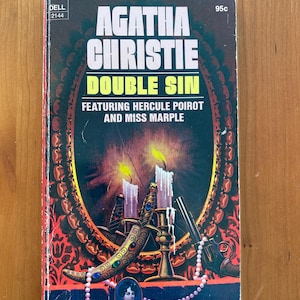 DELL
2144
95c
AGATHA
CHRISTIE
DOUBLE SIN
FEATURING HERCULE POIROT
AND MISS MARPLE